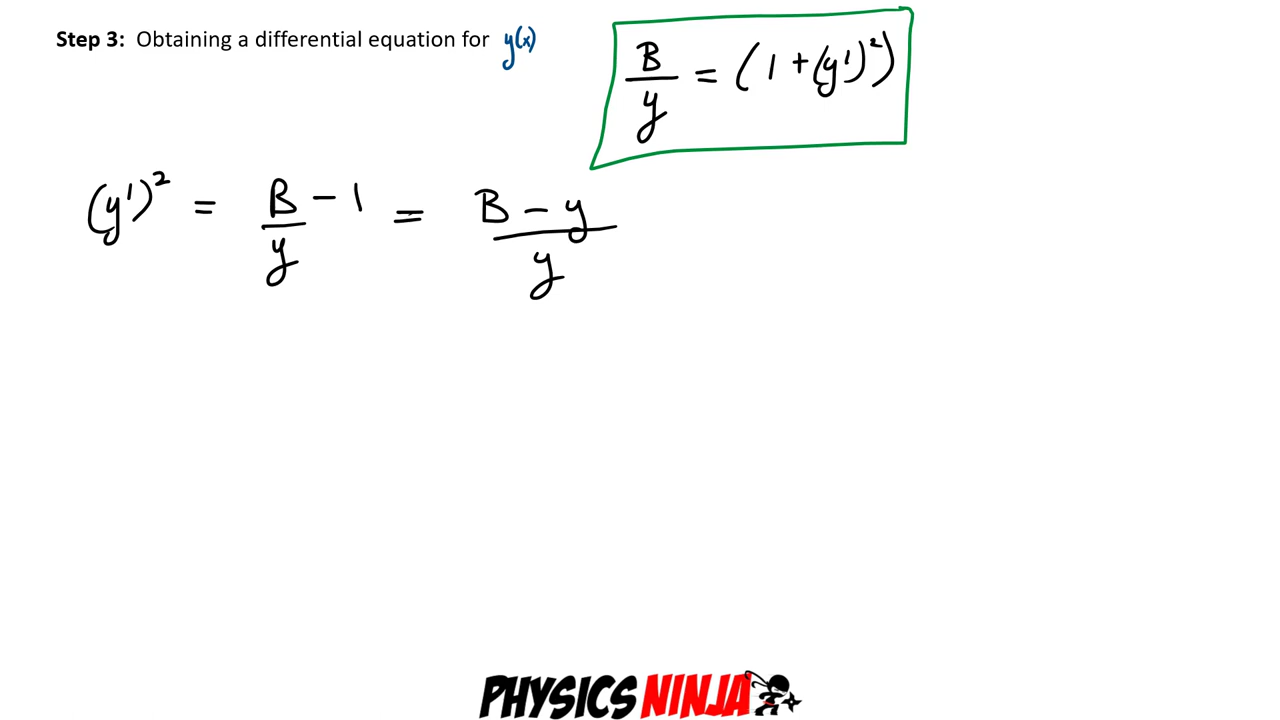 Step 3: Obtaining a differential equation for y(x)
B/y = (1 + (y')²)
(y')² = B/y - 1 = B - y/y
PHYSICS NINJA